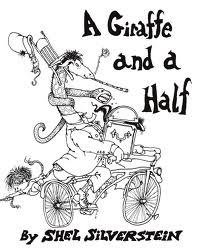 A Giraffe
and a
Half
By SHEL SILVERSTEIN